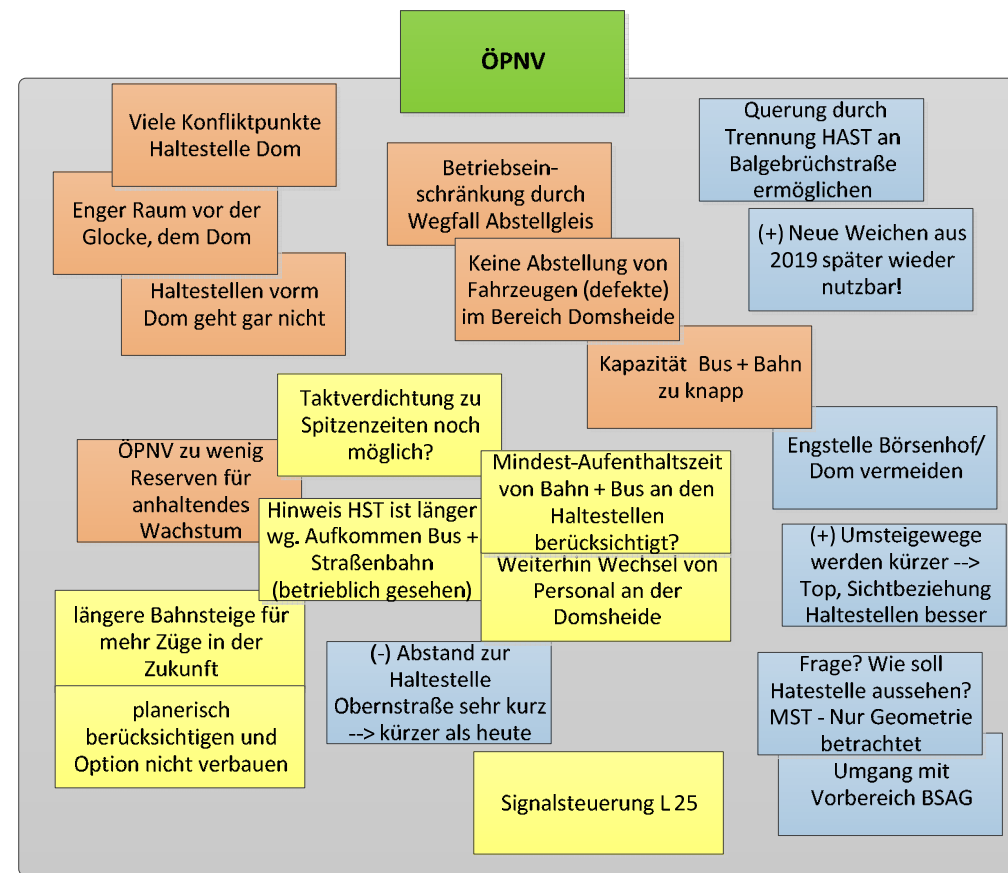 ÖPNV
Viele Konfliktpunkte
Haltestelle Dom
Enger Raum vor der
Glocke, dem Dom
Haltestellen vorm
Dom geht gar nicht
Betriebsein-
schränkung durch
Wegfall Abstellgleis
Keine Abstellung von
Fahrzeugen (defekte)
im Bereich Domsheide
Kapazität Bus + Bahn
zu knapp
Querung durch
Trennung HAST an
Balgebrüchstraße
ermöglichen
(+) Neue Weichen aus
2019 später wieder
nutzbar!
Taktverdichtung zu
Spitzenzeiten noch
möglich?
ÖPNV zu wenig
Reserven für
anhaltendes
Wachstum
Hinweis HST ist länger
wg. Aufkommen Bus +
Straßenbahn
(betrieblich gesehen)
Mindest-Aufenthaltszeit
von Bahn + Bus an den
Haltestellen
berücksichtigt?
Weiterhin Wechsel von
Personal an der
Domsheide
Engstelle Börsenhof/
Dom vermeiden
(+) Umsteigewege
werden kürzer -->
Top, Sichtbeziehung
Haltestellen besser
längere Bahnsteige für
mehr Züge in der
Zukunft
planerisch
berücksichtigen und
Option nicht verbauen
(-) Abstand zur
Haltestelle
Obernstraße sehr kurz
--> kürzer als heute
Frage? Wie soll
Hatestelle aussehen?
MST - Nur Geometrie
betrachtet
Umgang mit
Vorbereich BSAG
Signalsteuerung L 25